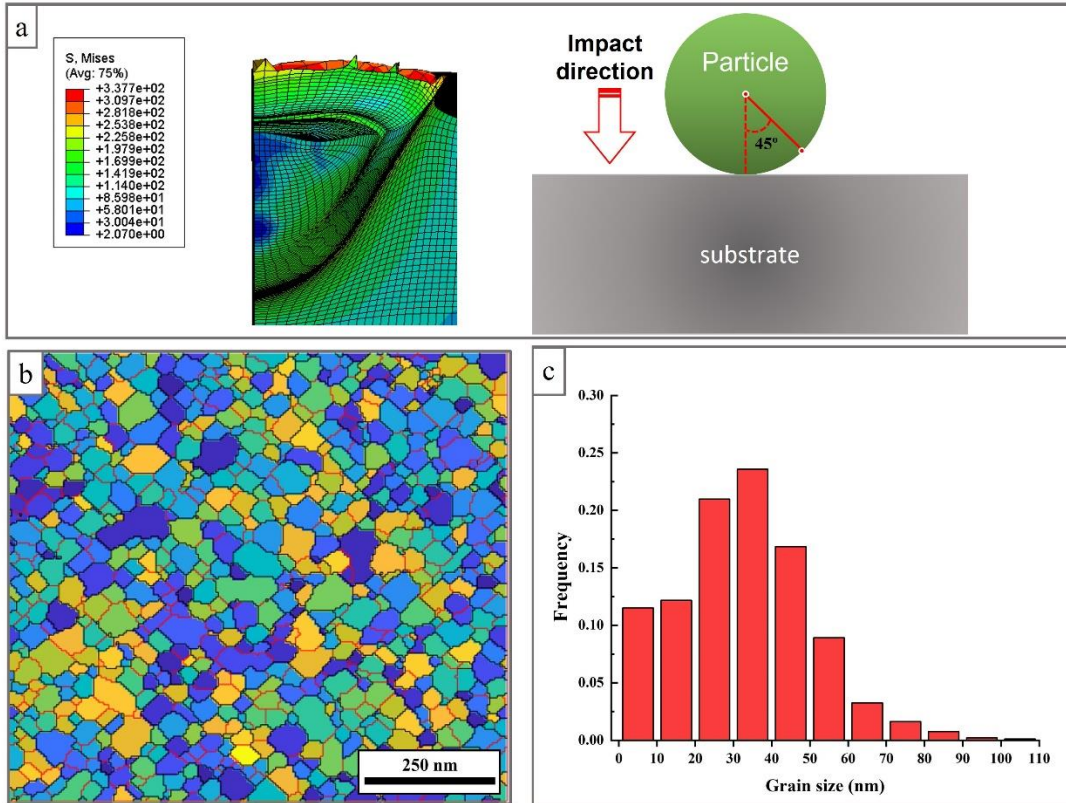 a
S, Mises
(Avg: 75%)
+3.377e+02
+3.097e+02
+2.818e+02
+2.538e+02
+2.258e+02
+1.979e+02
+1.699e+02
+1.419e+02
+1.140e+02
+8.598e+01
+5.801e+01
+3.004e+01
+2.070e+00
Impact
direction
Particle
45°
substrate
b
250 nm
c
0.30
0.25
0.20
0.15
0.10
0.05
0.00
Frequency
0 10 20 30 40 50 60 70 80 90 100 110
Grain size (nm)